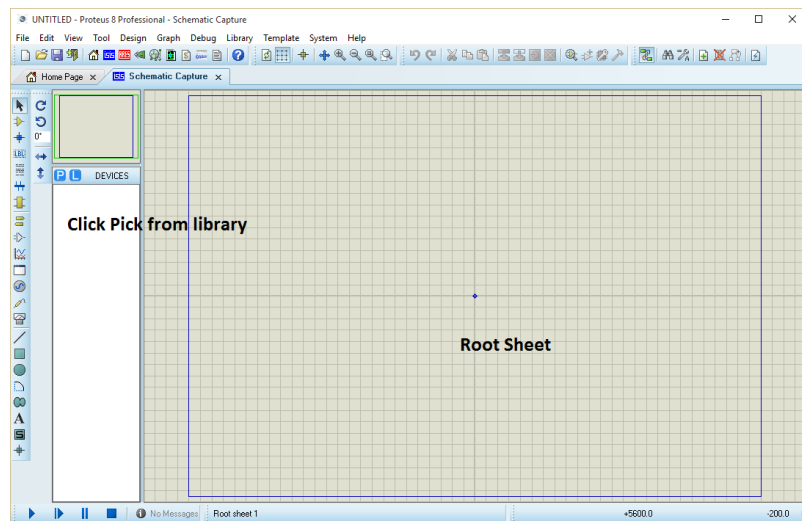 UNTITLED - Proteus 8 Professional - Schematic Capture
File Edit View Tool Design Graph Debug Library Template System Help
Home Page Schematic Capture
0°
LBL
P L DEVICES
Click Pick from library
Root Sheet
A
S
No Messages Root sheet 1 +5600.0 -200.0